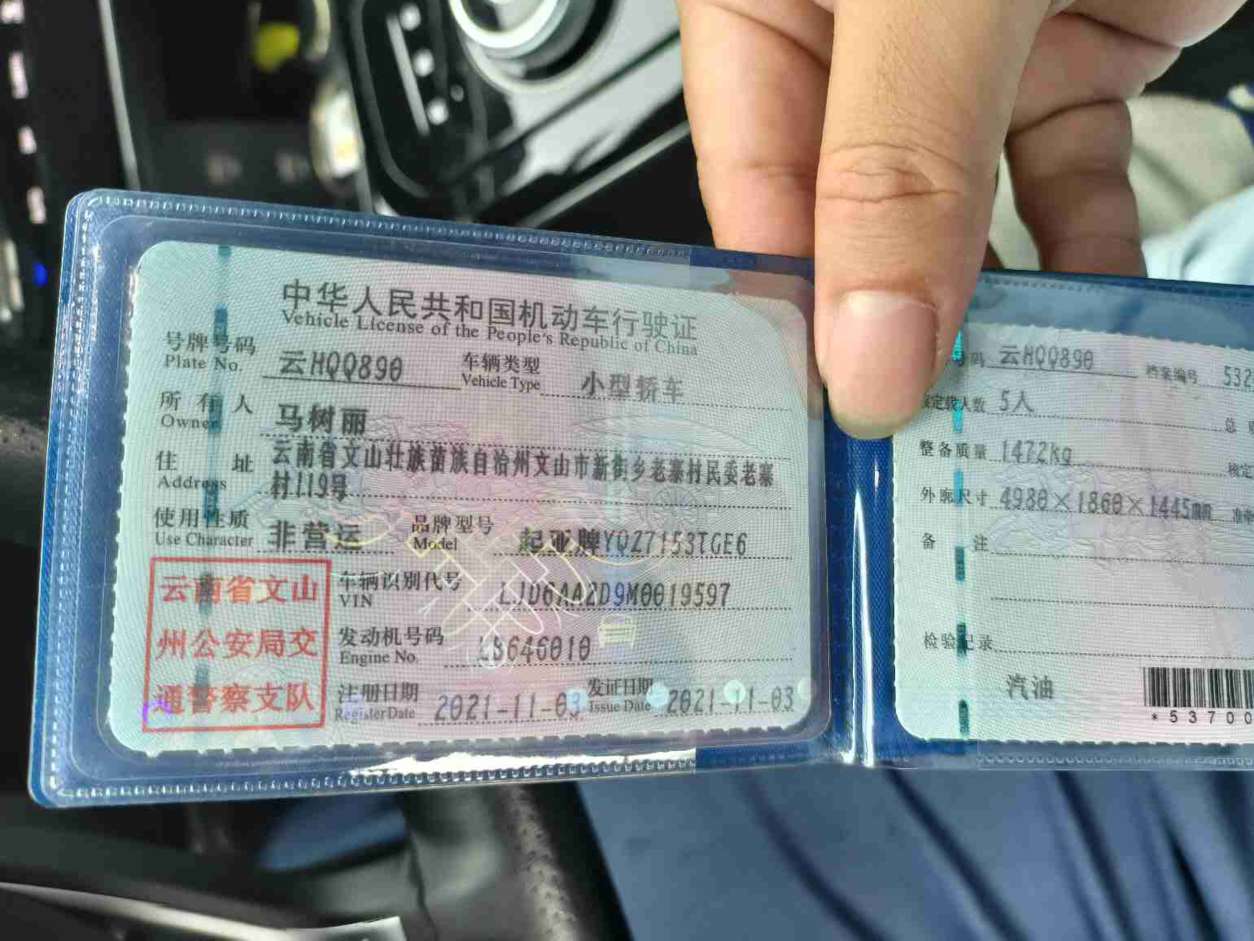 中华人民共和国机动车行驶证
Vehicle License of the People's Republic of China
号牌号码 云HQQ890 车辆类型 小型轿车
Plate No. Vehicle Type
所有人 马树丽
Owner
住址 云南省文山壮族苗族自治州文山市新街乡老寨村民委老寨
Address 村119号
使用性质 非营运 品牌型号 起亚牌YQZ7153TGE6
Use Character Model
云南省文山
州公安局交
通警察支队
车辆识别代号 LJD6AA2D9M0019597
VIN
发动机号码 LB646010
Engine No.
注册日期 2021-11-03 发证日期 2021-11-03
Register Date Issue Date
号码 云HQQ890 档案编号 532
核定载人数 5人 总
整备质量 1472kg 核定
外廓尺寸 4980×1860×1445mm
备注
检验记录
汽油
*53700